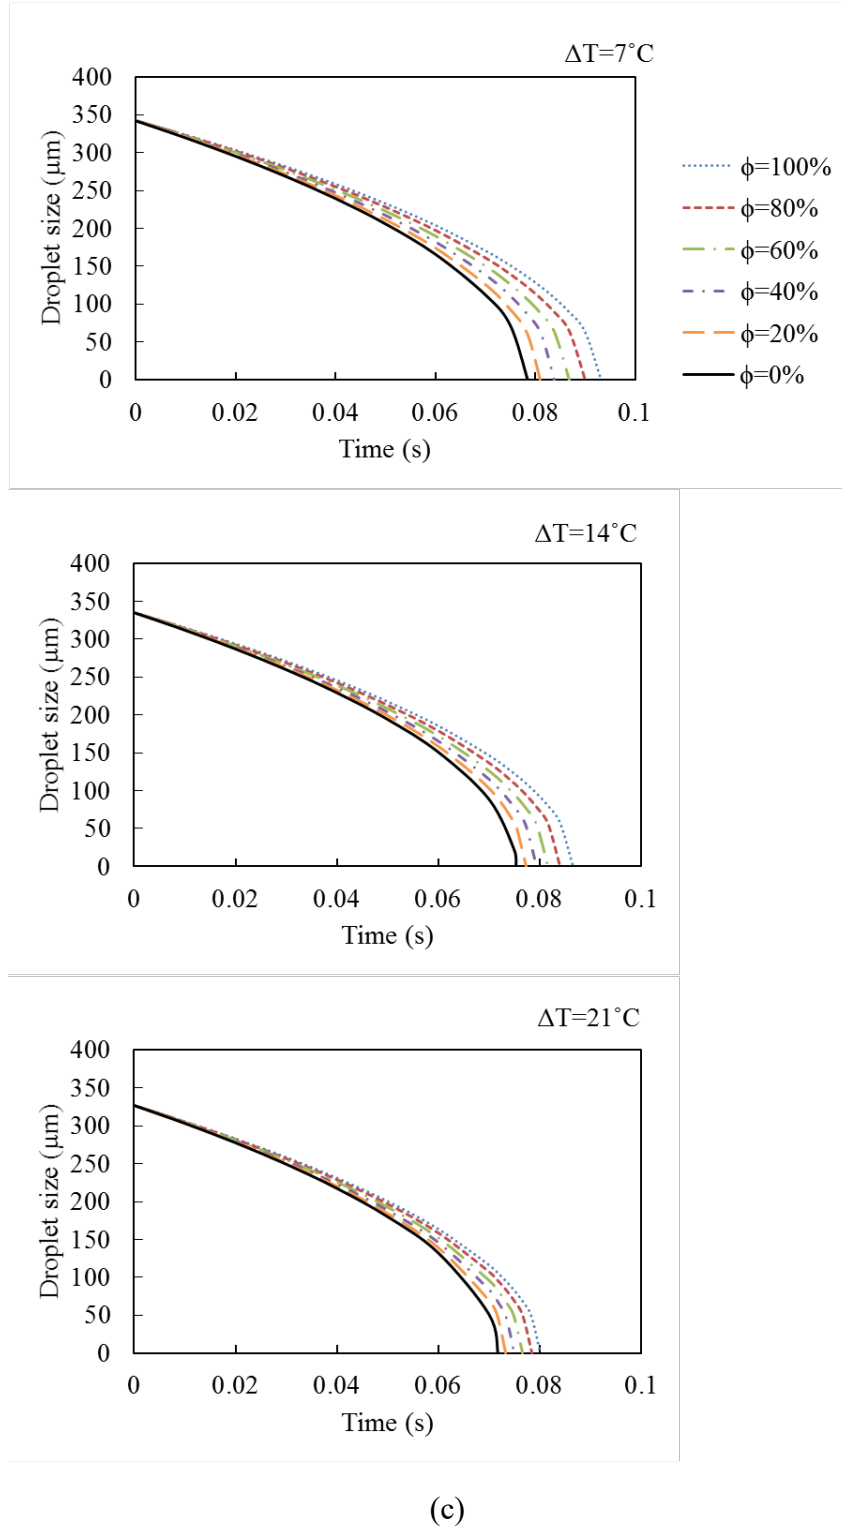 ΔT=7˚C
400
350
300
250
200
150
100
50
0
Droplet size (μm)
0 0.02 0.04 0.06 0.08 0.1
Time (s)
ϕ=100%
ϕ=80%
ϕ=60%
ϕ=40%
ϕ=20%
ϕ=0%
ΔT=14˚C
400
350
300
250
200
150
100
50
0
Droplet size (μm)
0 0.02 0.04 0.06 0.08 0.1
Time (s)
ΔT=21˚C
400
350
300
250
200
150
100
50
0
Droplet size (μm)
0 0.02 0.04 0.06 0.08 0.1
Time (s)
(c)